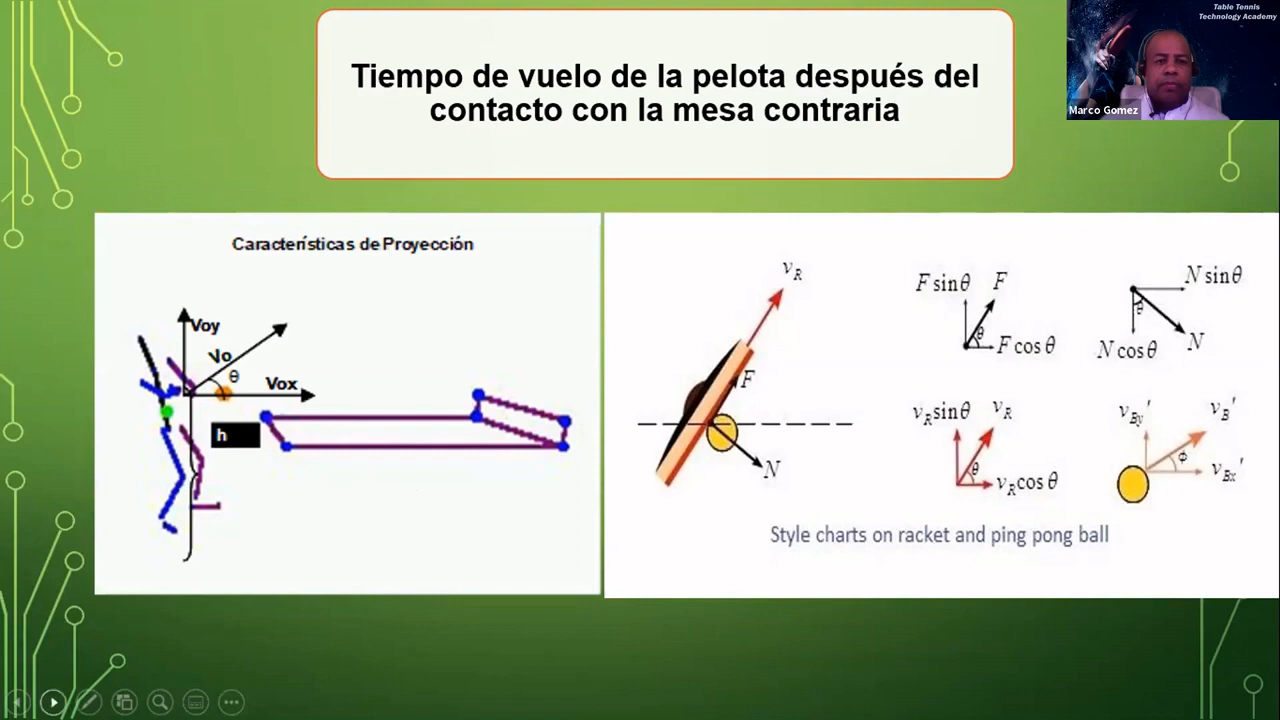 Table Tennis
Technology Academy
Marco Gomez
Tiempo de vuelo de la pelota después del
contacto con la mesa contraria
Características de Proyección
Voy
Vo
θ
Vox
h
v_R
F
N
F sinθ
F
θ
F cosθ
N sinθ
θ
N cosθ
N
v_R sinθ
v_R
θ
v_R cosθ
v_By'
v_B'
ϕ
v_Bx'
Style charts on racket and ping pong ball